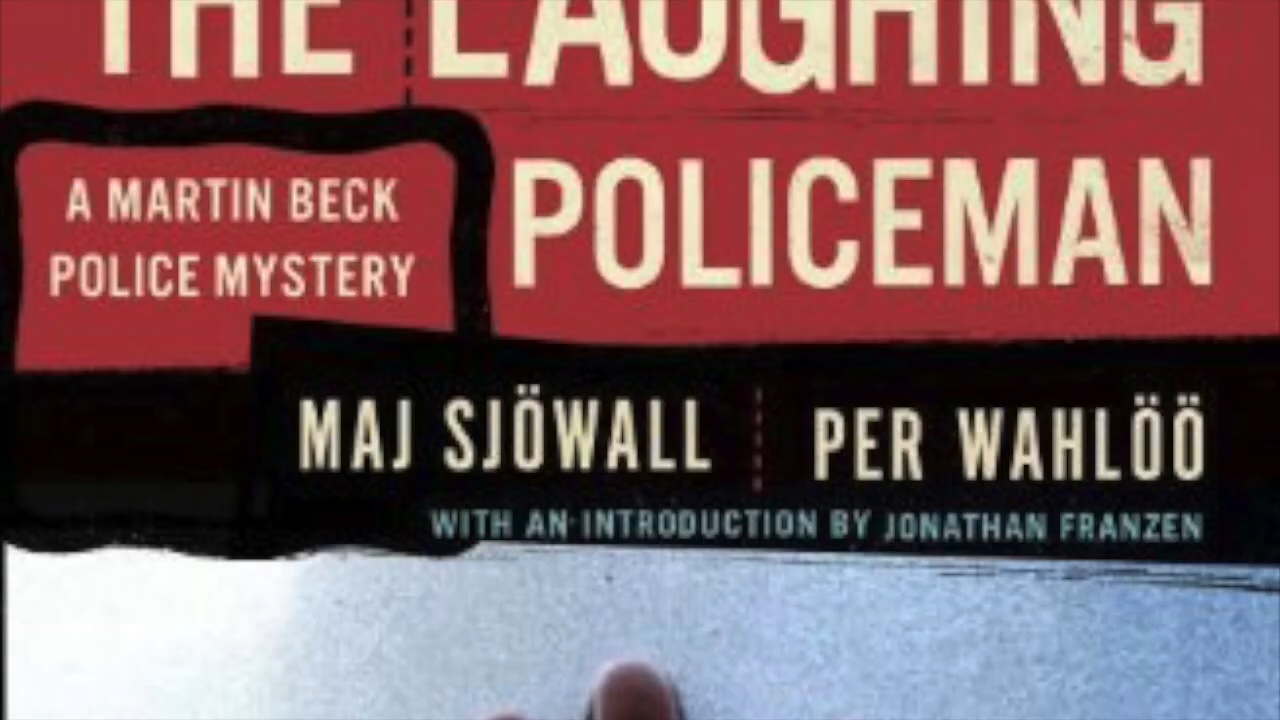 THE LAUGHING
POLICEMAN
A MARTIN BECK
POLICE MYSTERY
MAJ SJÖWALL PER WAHLÖÖ
WITH AN INTRODUCTION BY JONATHAN FRANZEN